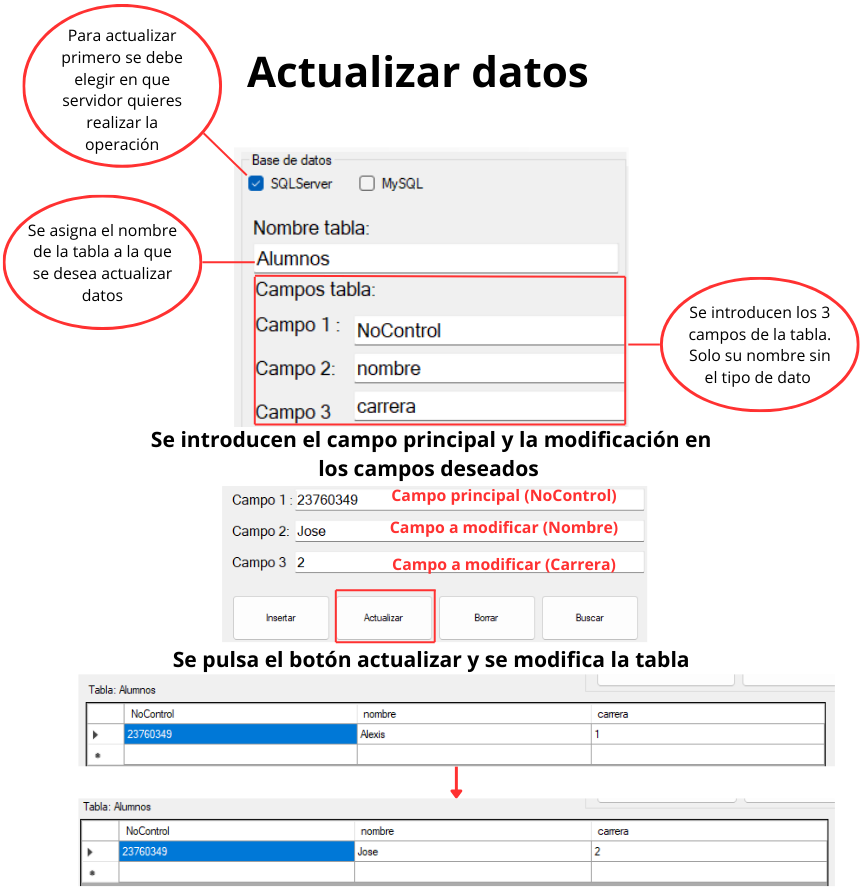 Para actualizar
primero se debe
elegir en que
servidor quieres
realizar la
operación
Actualizar datos
Base de datos
SQLServer MySQL
Nombre tabla:
Alumnos
Se asigna el nombre
de la tabla a la que
se desea actualizar
datos
Campos tabla:
Campo 1 : NoControl
Campo 2: nombre
Campo 3 carrera
Se introducen los 3
campos de la tabla.
Solo su nombre sin
el tipo de dato
Se introducen el campo principal y la modificación en
los campos deseados
Campo 1 : 23760349 Campo principal (NoControl)
Campo 2: Jose Campo a modificar (Nombre)
Campo 3 2 Campo a modificar (Carrera)
Insertar Actualizar Borrar Buscar
Se pulsa el botón actualizar y se modifica la tabla
Tabla: Alumnos
NoControl nombre carrera
23760349 Alexis 1
Tabla: Alumnos
NoControl nombre carrera
23760349 Jose 2